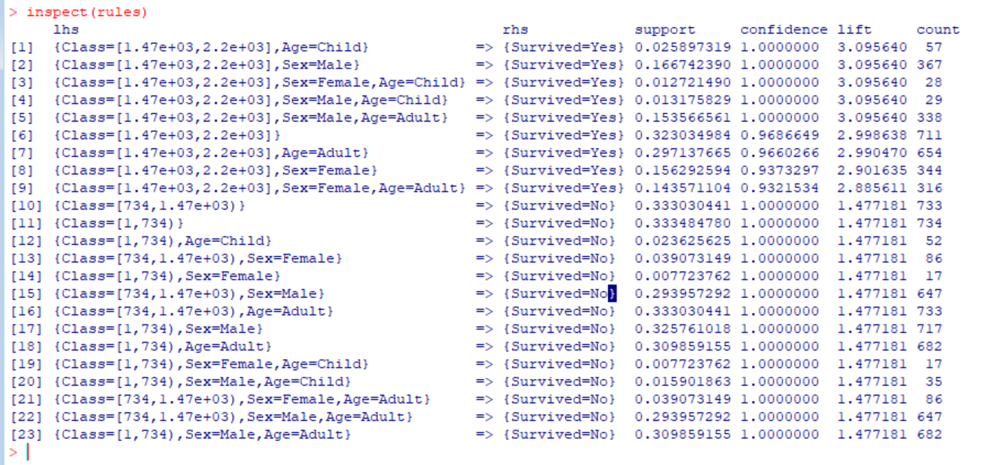 > inspect(rules)
lhs rhs support confidence lift count
[1] {Class=[1.47e+03,2.2e+03],Age=Child} => {Survived=Yes} 0.025897319 1.0000000 3.095640 57
[2] {Class=[1.47e+03,2.2e+03],Sex=Male} => {Survived=Yes} 0.166742390 1.0000000 3.095640 367
[3] {Class=[1.47e+03,2.2e+03],Sex=Female,Age=Child} => {Survived=Yes} 0.012721490 1.0000000 3.095640 28
[4] {Class=[1.47e+03,2.2e+03],Sex=Male,Age=Child} => {Survived=Yes} 0.013175829 1.0000000 3.095640 29
[5] {Class=[1.47e+03,2.2e+03],Sex=Male,Age=Adult} => {Survived=Yes} 0.153566561 1.0000000 3.095640 338
[6] {Class=[1.47e+03,2.2e+03]} => {Survived=Yes} 0.323034984 0.9686649 2.998638 711
[7] {Class=[1.47e+03,2.2e+03],Age=Adult} => {Survived=Yes} 0.297137665 0.9660266 2.990470 654
[8] {Class=[1.47e+03,2.2e+03],Sex=Female} => {Survived=Yes} 0.156292594 0.9373297 2.901635 344
[9] {Class=[1.47e+03,2.2e+03],Sex=Female,Age=Adult} => {Survived=Yes} 0.143571104 0.9321534 2.885611 316
[10] {Class=[734,1.47e+03)} => {Survived=No} 0.333030441 1.0000000 1.477181 733
[11] {Class=[1,734)} => {Survived=No} 0.333484780 1.0000000 1.477181 734
[12] {Class=[1,734),Age=Child} => {Survived=No} 0.023625625 1.0000000 1.477181 52
[13] {Class=[734,1.47e+03),Sex=Female} => {Survived=No} 0.039073149 1.0000000 1.477181 86
[14] {Class=[1,734),Sex=Female} => {Survived=No} 0.007723762 1.0000000 1.477181 17
[15] {Class=[734,1.47e+03),Sex=Male} => {Survived=No} 0.293957292 1.0000000 1.477181 647
[16] {Class=[734,1.47e+03),Age=Adult} => {Survived=No} 0.333030441 1.0000000 1.477181 733
[17] {Class=[1,734),Sex=Male} => {Survived=No} 0.325761018 1.0000000 1.477181 717
[18] {Class=[1,734),Age=Adult} => {Survived=No} 0.309859155 1.0000000 1.477181 682
[19] {Class=[1,734),Sex=Female,Age=Child} => {Survived=No} 0.007723762 1.0000000 1.477181 17
[20] {Class=[1,734),Sex=Male,Age=Child} => {Survived=No} 0.015901863 1.0000000 1.477181 35
[21] {Class=[734,1.47e+03),Sex=Female,Age=Adult} => {Survived=No} 0.039073149 1.0000000 1.477181 86
[22] {Class=[734,1.47e+03),Sex=Male,Age=Adult} => {Survived=No} 0.293957292 1.0000000 1.477181 647
[23] {Class=[1,734),Sex=Male,Age=Adult} => {Survived=No} 0.309859155 1.0000000 1.477181 682
>